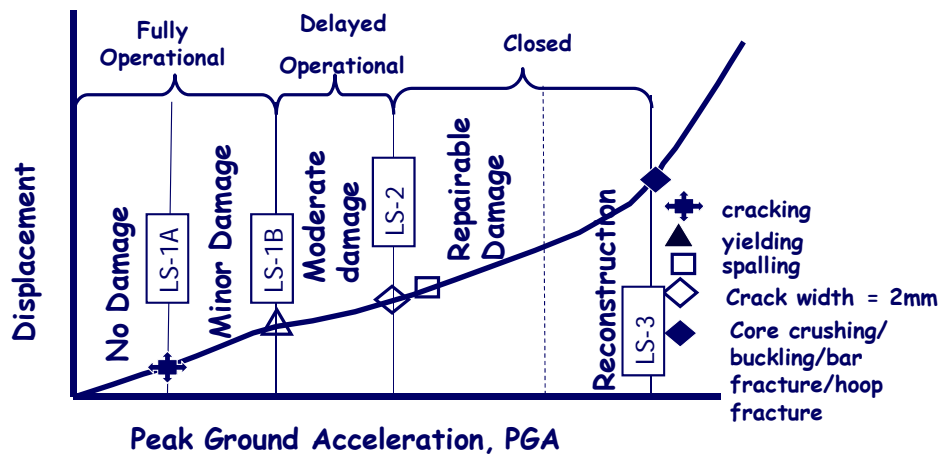 Fully
Operational
Delayed
Operational
Closed
Displacement
No Damage
LS-1A
Minor Damage
LS-1B
Moderate
damage
LS-2
Repairable
Damage
Reconstruction
LS-3
cracking
yielding
spalling
Crack width = 2mm
Core crushing/
buckling/bar
fracture/hoop
fracture
Peak Ground Acceleration, PGA